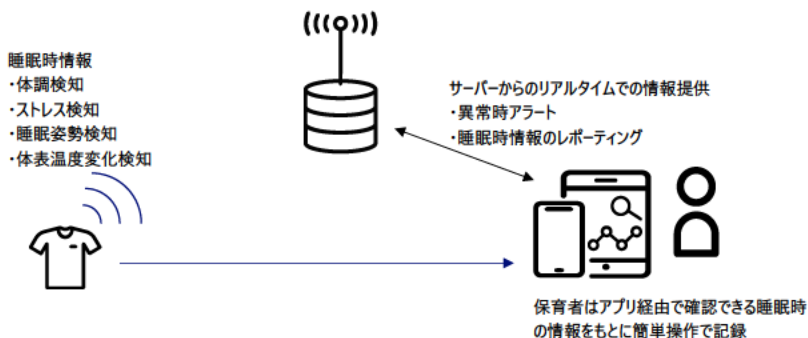 睡眠時情報
・体調検知
・ストレス検知
・睡眠姿勢検知
・体表温度変化検知
サーバーからのリアルタイムでの情報提供
・異常時アラート
・睡眠時情報のレポーティング
保育者はアプリ経由で確認できる睡眠時
の情報をもとに簡単操作で記録